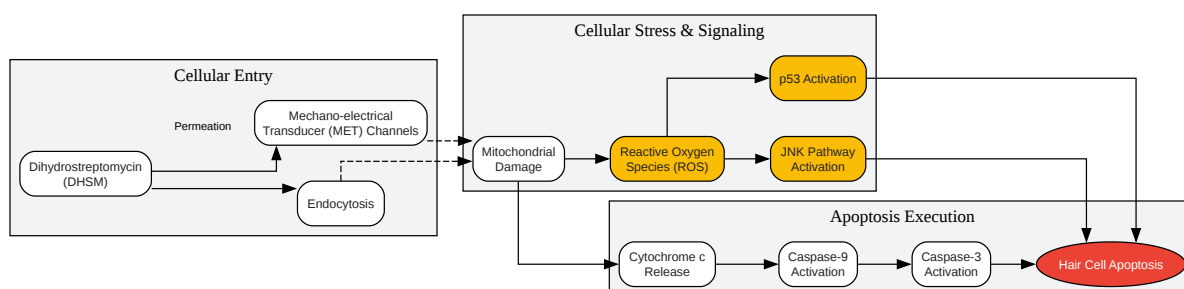 Cellular Stress & Signaling
p53 Activation
Cellular Entry
Permeation
Mechano-electrical
Transducer (MET) Channels
Dihydrostreptomycin
(DHSM)
Endocytosis
Mitochondrial
Damage
Reactive Oxygen
Species (ROS)
JNK Pathway
Activation
Apoptosis Execution
Cytochrome c
Release
Caspase-9
Activation
Caspase-3
Activation
Hair Cell Apoptosis